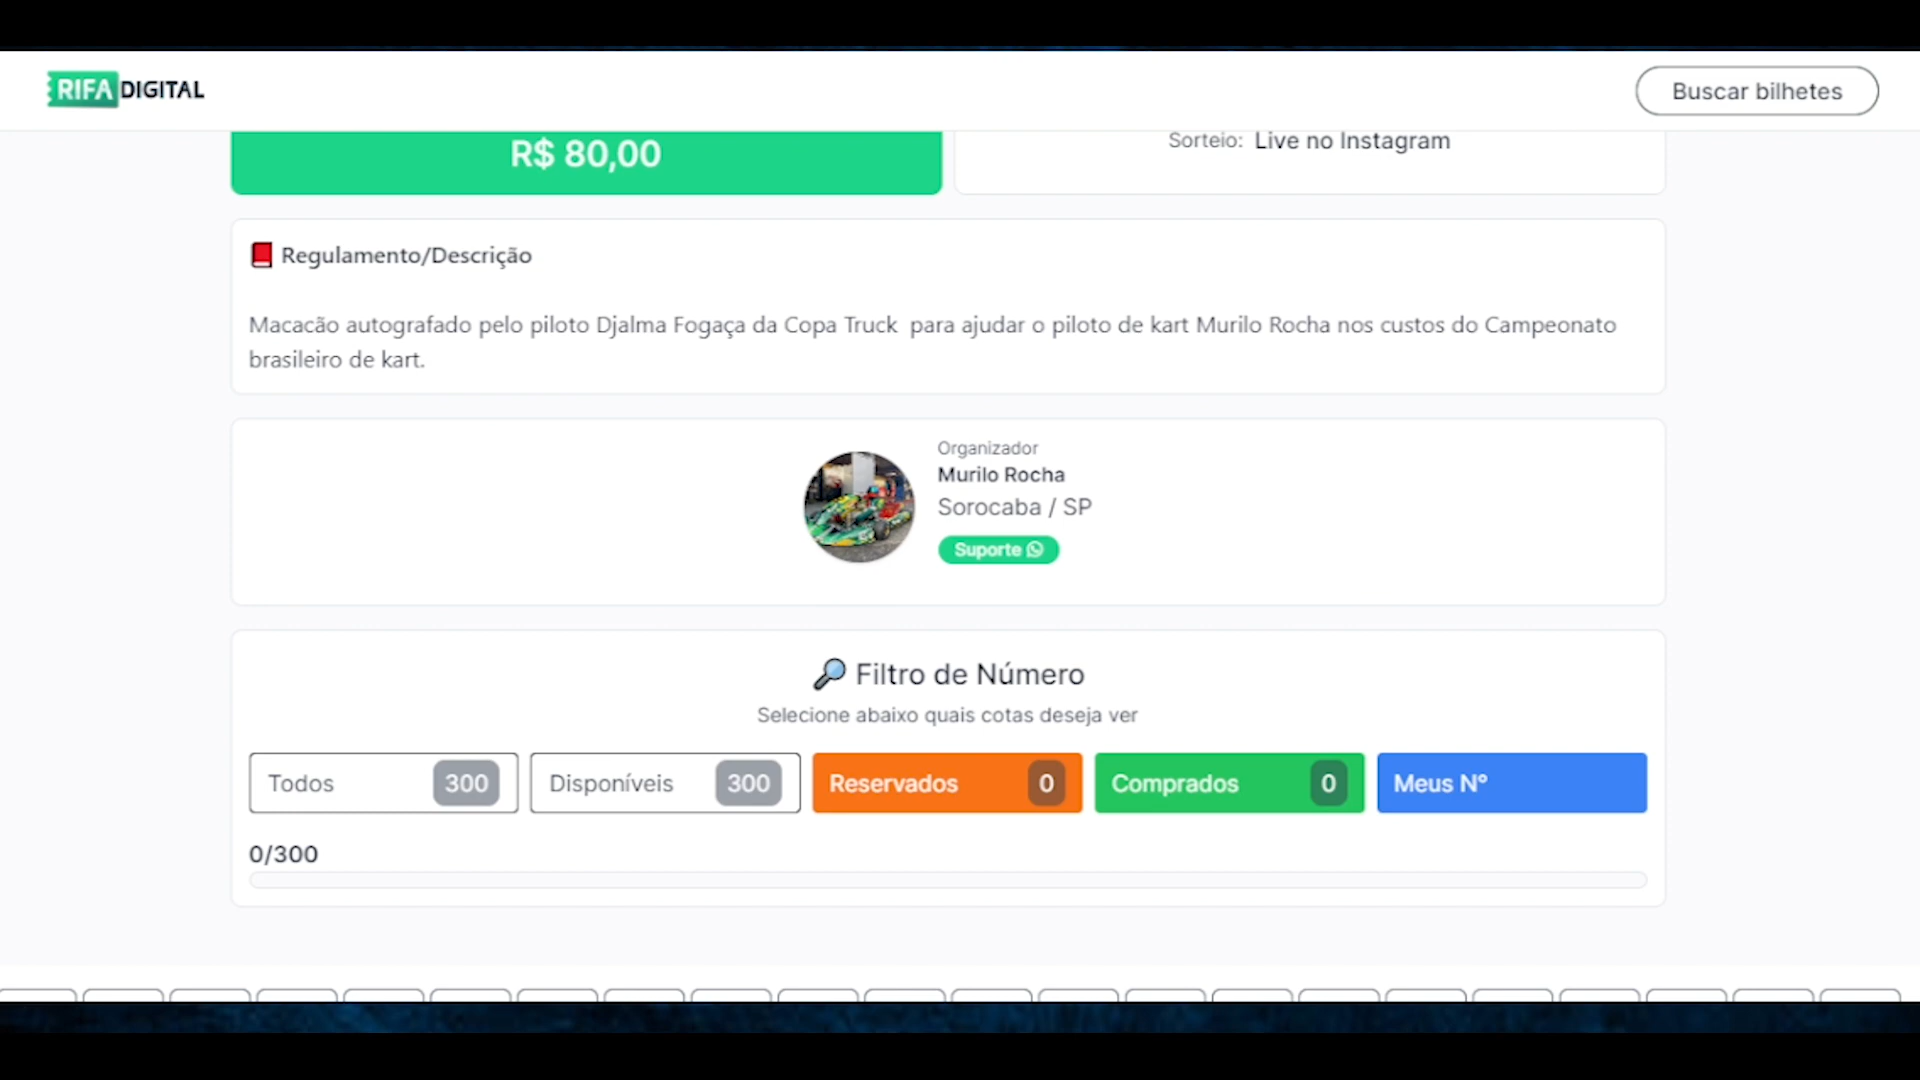 RIFA DIGITAL
Buscar bilhetes
R$ 80,00
Sorteio: Live no Instagram
Regulamento/Descrição
Macacão autografado pelo piloto Djalma Fogaça da Copa Truck para ajudar o piloto de kart Murilo Rocha nos custos do Campeonato
brasileiro de kart.
Organizador
Murilo Rocha
Sorocaba / SP
Suporte
Filtro de Número
Selecione abaixo quais cotas deseja ver
Todos 300
Disponíveis 300
Reservados 0
Comprados 0
Meus N°
0/300